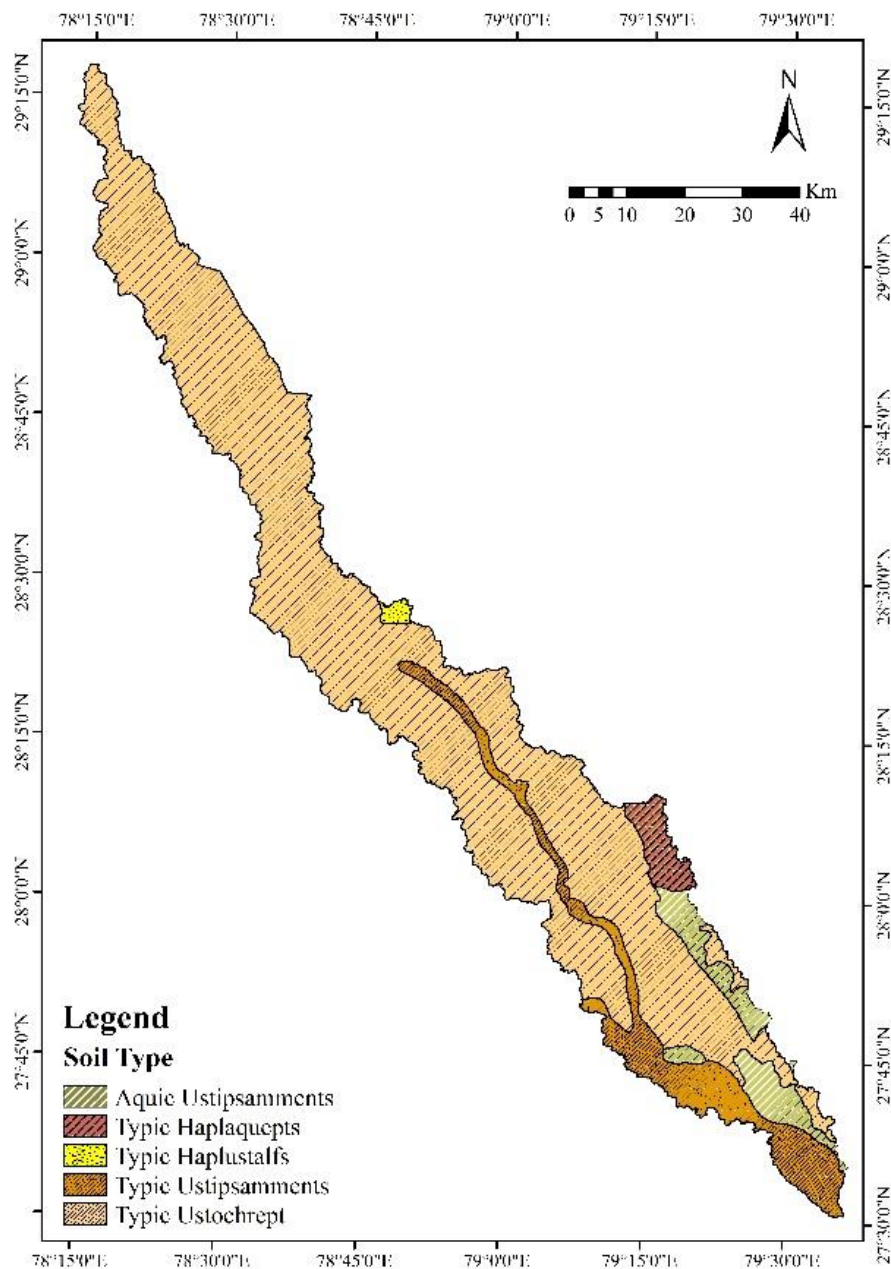 78°15'0"E 78°30'0"E 78°45'0"E 79°0'0"E 79°15'0"E 79°30'0"E
N
Km
0 5 10 20 30 40
29°15'0"N
29°0'0"N
28°45'0"N
28°30'0"N
28°15'0"N
28°0'0"N
27°45'0"N
29°15'0"N
29°0'0"N
28°45'0"N
28°30'0"N
28°15'0"N
28°0'0"N
27°45'0"N
27°30'0"N
Legend
Soil Type
Aquic Ustipsamments
Typic Haplaquepts
Typic Haplustalfs
Typic Ustipsamments
Typic Ustochrept
78°15'0"E 78°30'0"E 78°45'0"E 79°0'0"E 79°15'0"E 79°30'0"E